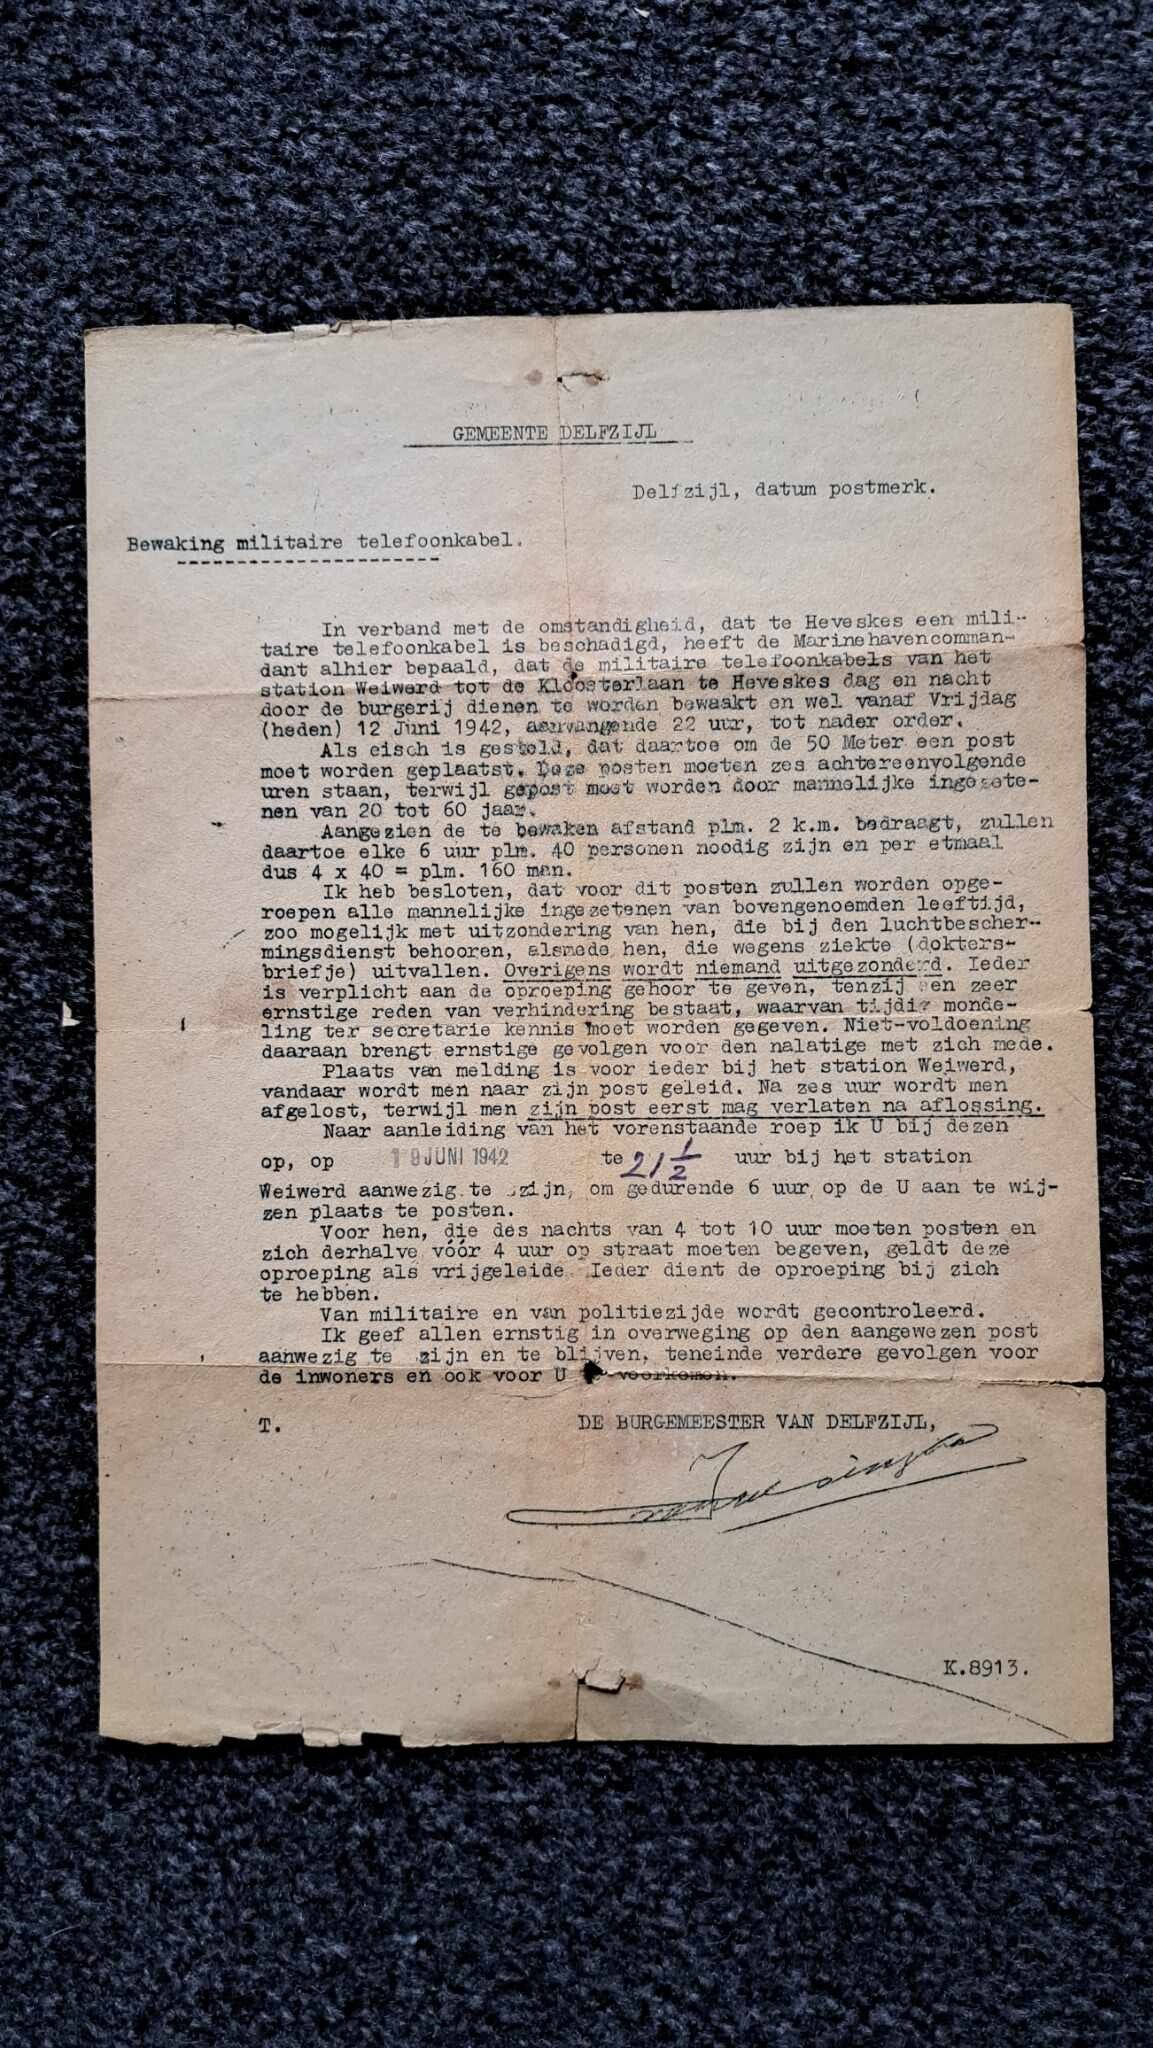 GEMEENTE DELFZIJL
Delfzijl, datum postmerk.
Bewaking militaire telefoonkabel.
In verband met de omstandigheid, dat te Heveskes een mili-
taire telefoonkabel is beschadigd, heeft de Marinehavencomman-
dant alhier bepaald, dat de militaire telefoonkabels van het
station Weiwerd tot de Kloosterlaan te Heveskes dag en nacht
door de burgerij dienen te worden bewaakt en wel vanaf Vrijdag
(heden) 12 Juni 1942, aanvangende 22 uur, tot nader order.
Als eisch is gesteld, dat daartoe om de 50 Meter een post
moet worden geplaatst. Deze posten moeten zes achtereenvolgende
uren staan, terwijl gepost moet worden door mannelijke ingezete-
nen van 20 tot 60 jaar.
Aangezien de te bewaken afstand plm. 2 k.m. bedraagt, zullen
daartoe elke 6 uur plm. 40 personen noodig zijn en per etmaal
dus 4 x 40 = plm. 160 man.
Ik heb besloten, dat voor dit posten zullen worden opge-
roepen alle mannelijke ingezetenen van bovengenoemden leeftijd,
zoo mogelijk met uitzondering van hen, die bij den luchtbescher-
mingsdienst behooren, alsmede hen, die wegens ziekte (dokters-
briefje) uitvallen. Overigens wordt niemand uitgezonderd. Ieder
is verplicht aan de oproeping gehoor te geven, tenzij een zeer
ernstige reden van verhindering bestaat, waarvan tijdig monde-
ling ter secretarie kennis moet worden gegeven. Niet-voldoening
daaraan brengt ernstige gevolgen voor den nalatige met zich mede.
Plaats van melding is voor ieder bij het station Weiwerd,
vandaar wordt men naar zijn post geleid. Na zes uur wordt men
afgelost, terwijl men zijn post eerst mag verlaten na aflossing.
Naar aanleiding van het vorenstaande roep ik U bij dezen
op, op 19 JUNI 1942 te 21 1/2 uur bij het station
Weiwerd aanwezig te zijn, om gedurende 6 uur op de U aan te wij-
zen plaats te posten.
Voor hen, die des nachts van 4 tot 10 uur moeten posten en
zich derhalve vóór 4 uur op straat moeten begeven, geldt deze
oproeping als vrijgeleide. Ieder dient de oproeping bij zich
te hebben.
Van militaire en van politiezijde wordt gecontroleerd.
Ik geef allen ernstig in overweging op den aangewezen post
aanwezig te zijn en te blijven, teneinde verdere gevolgen voor
de inwoners en ook voor U te voorkomen.
T. DE BURGEMEESTER VAN DELFZIJL,
K.8913.